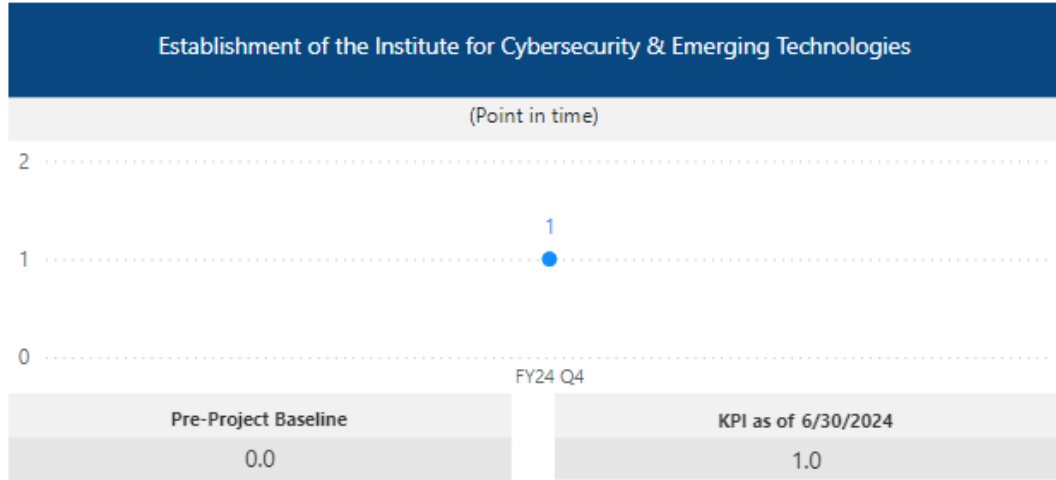 Establishment of the Institute for Cybersecurity & Emerging Technologies
(Point in time)
2
1
1
0
FY24 Q4
Pre-Project Baseline
KPI as of 6/30/2024
0.0
1.0